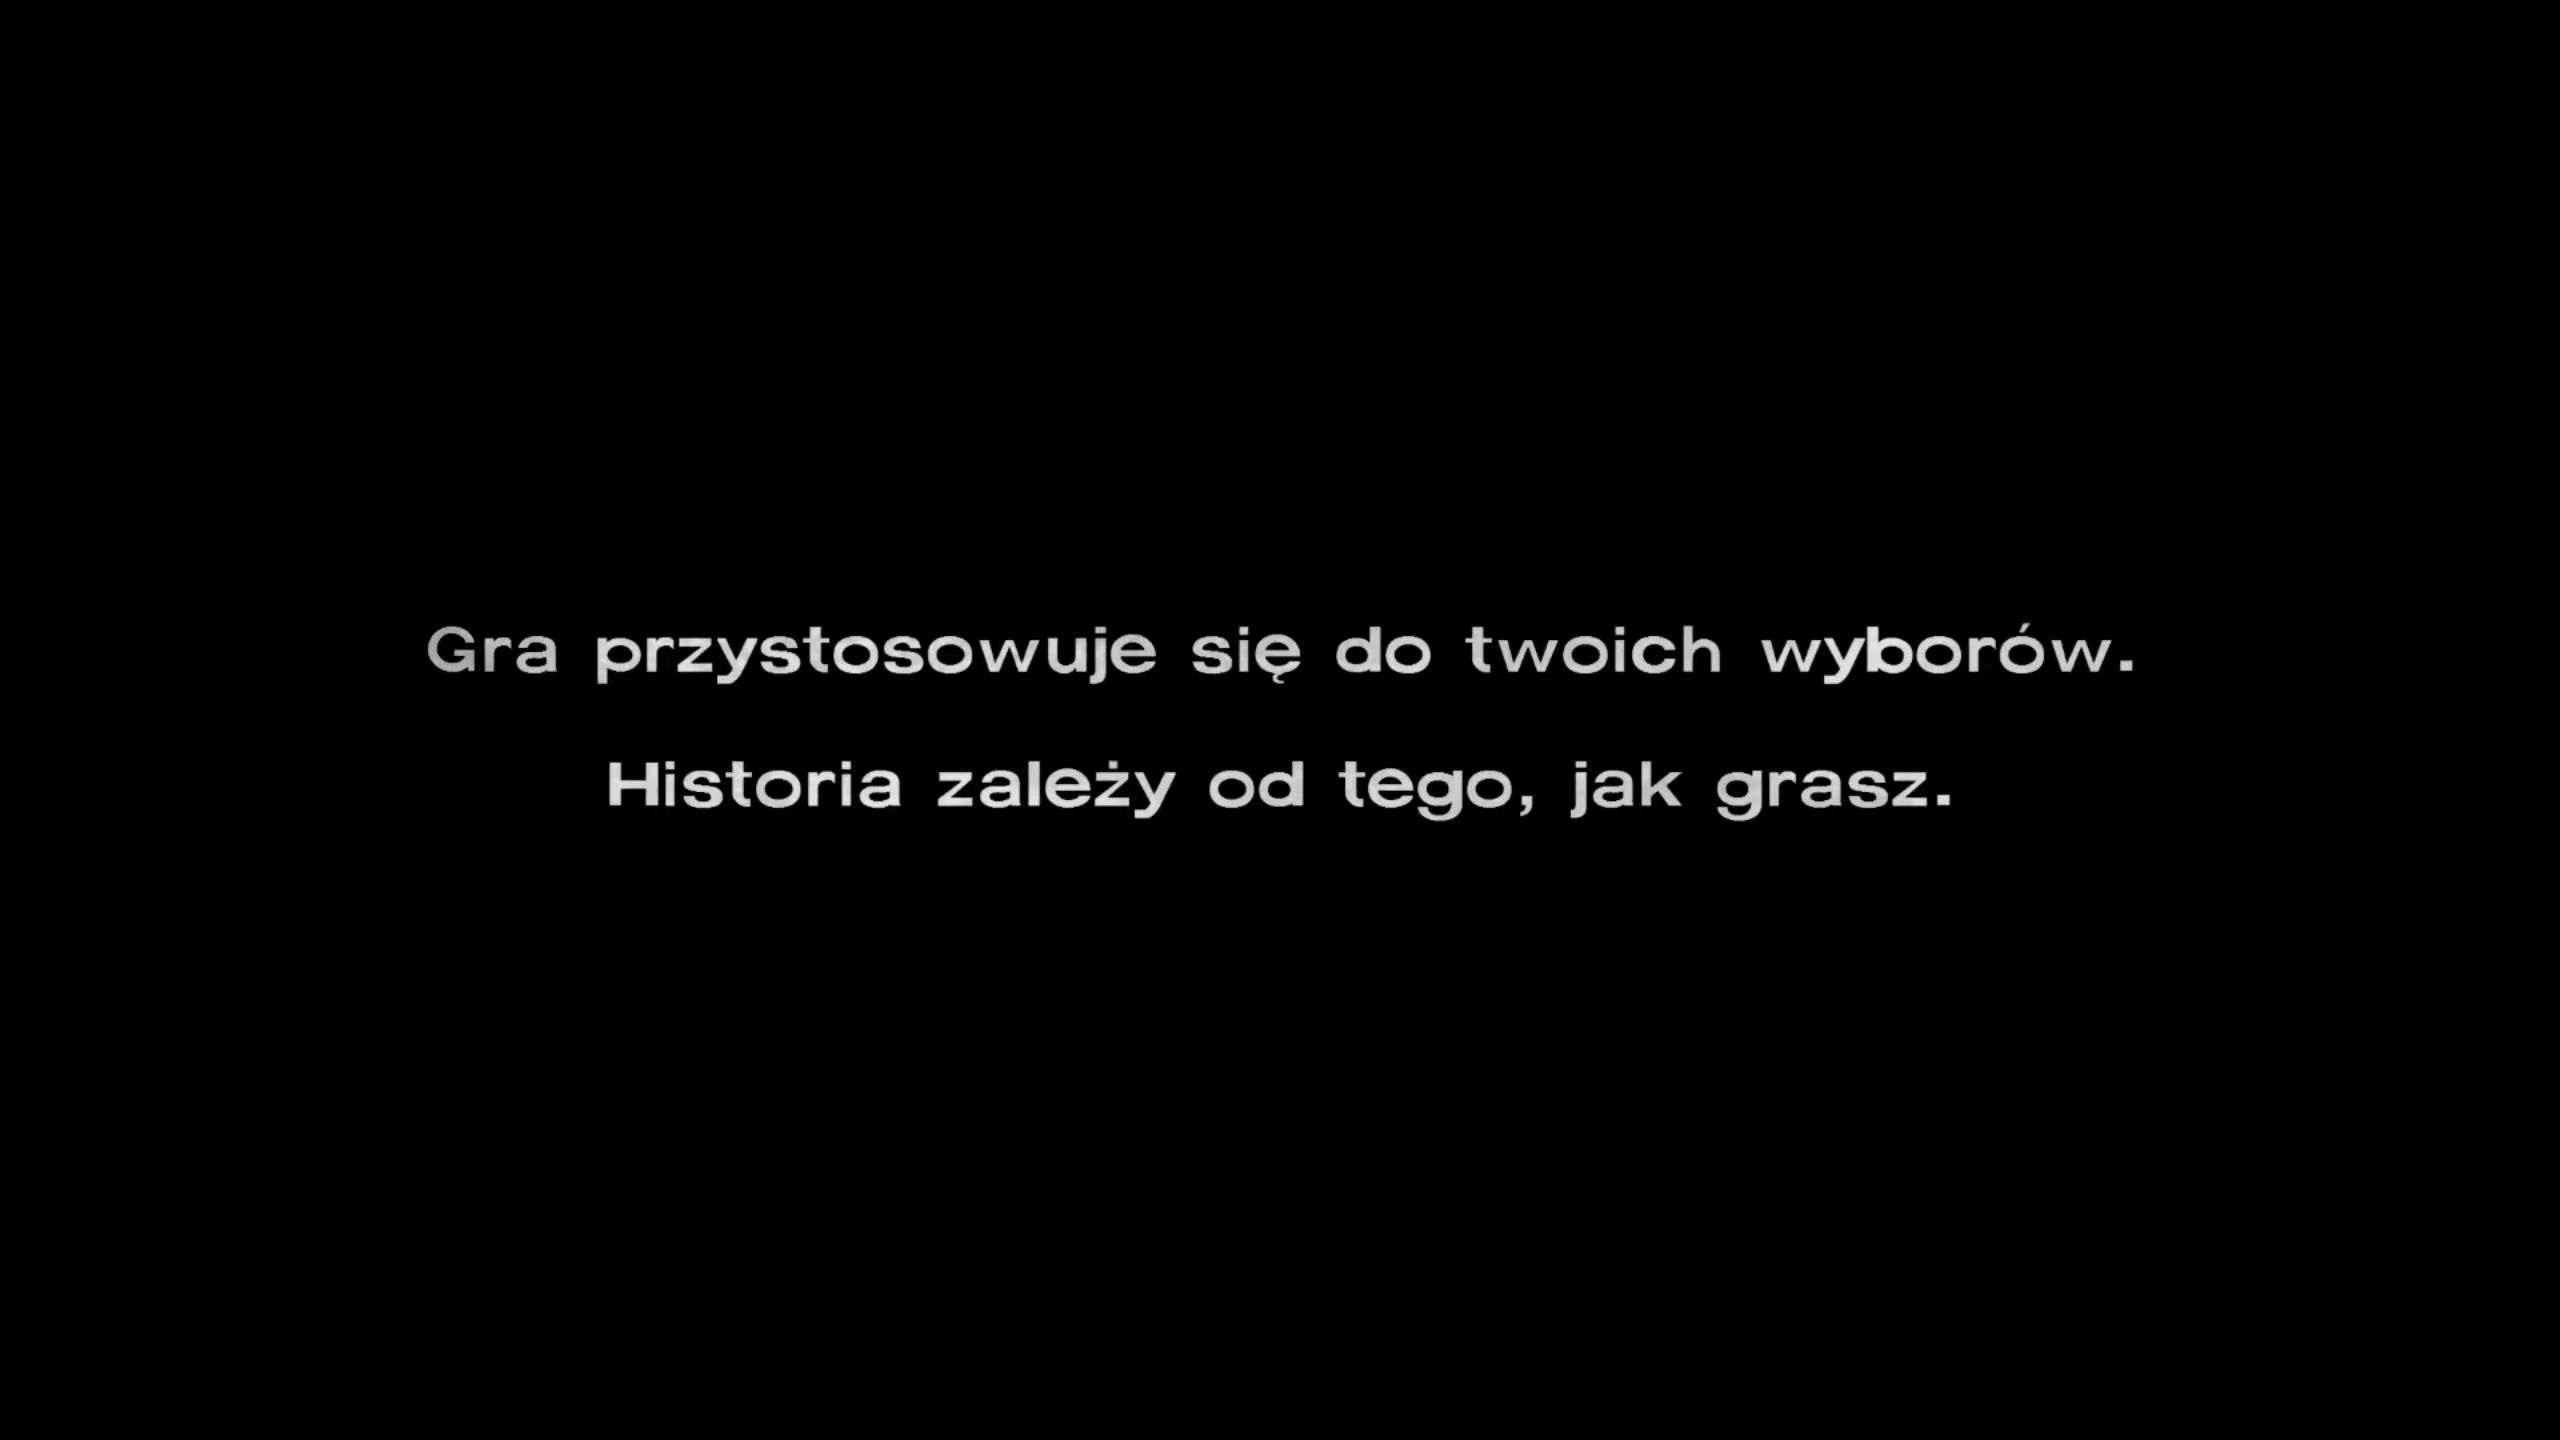 Gra przystosowuje się do twoich wyborów.
Historia zależy od tego, jak grasz.